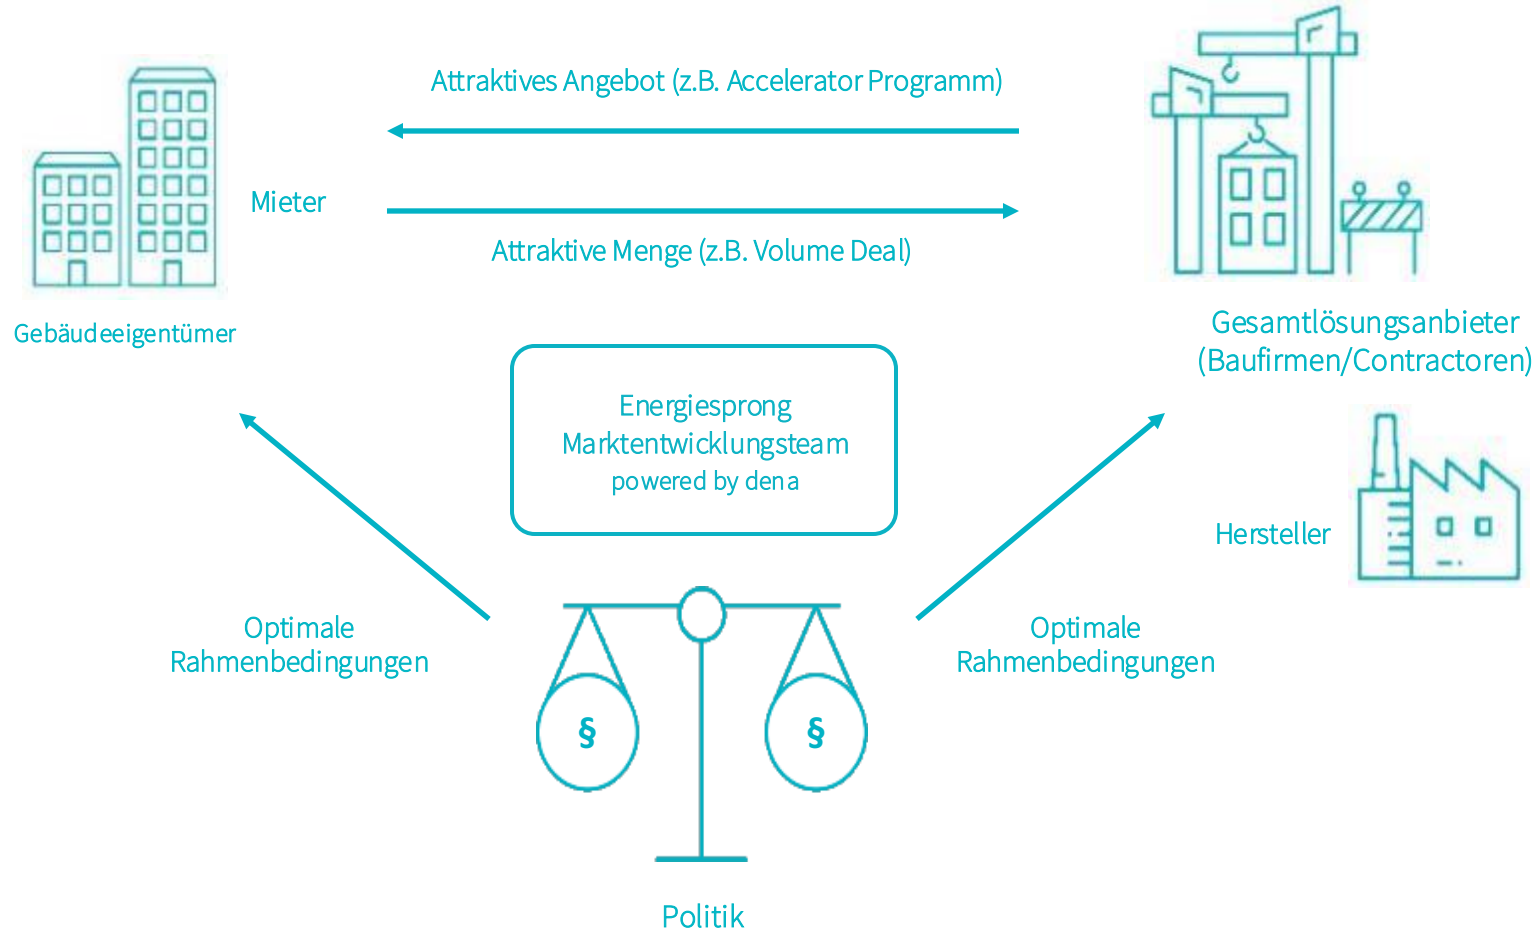 Attraktives Angebot (z.B. Accelerator Programm)
Mieter
Attraktive Menge (z.B. Volume Deal)
Gebäudeeigentümer
Gesamtlösungsanbieter
(Baufirmen/Contractoren)
Energiesprong
Marktentwicklungsteam
powered by dena
Hersteller
Optimale
Rahmenbedingungen
Optimale
Rahmenbedingungen
§
§
Politik